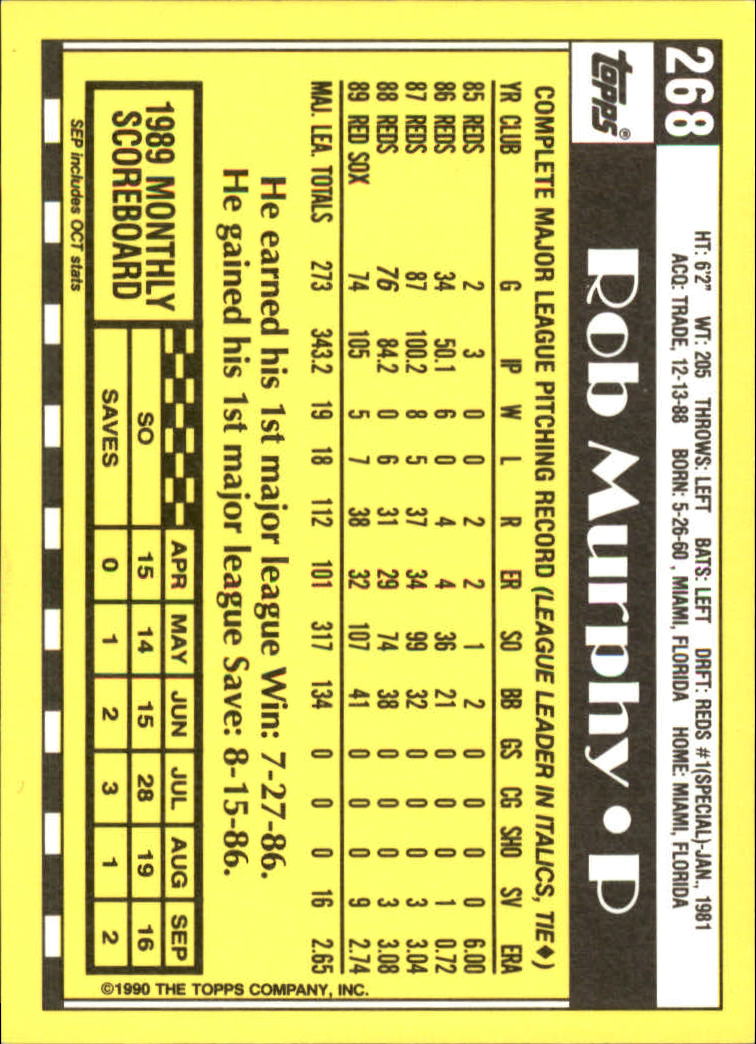 268
topps®
HT: 6'2" WT: 205 THROWS: LEFT BATS: LEFT DRFT: REDS #1(SPECIAL)-JAN., 1981
ACQ: TRADE, 12-13-88 BORN: 5-26-60 , MIAMI, FLORIDA HOME: MIAMI, FLORIDA
Rob Murphy • P
COMPLETE MAJOR LEAGUE PITCHING RECORD (LEAGUE LEADER IN ITALICS, TIE♦)
YR CLUB G IP W L R ER SO BB GS CG SHO SV ERA
85 REDS 2 3 0 0 2 2 1 2 0 0 0 0 6.00
86 REDS 34 50.1 6 0 4 4 36 21 0 0 0 1 0.72
87 REDS 87 100.2 8 5 37 34 99 32 0 0 0 3 3.04
88 REDS 76 84.2 0 6 31 29 74 38 0 0 0 3 3.08
89 RED SOX 74 105 5 7 38 32 107 41 0 0 0 9 2.74
MAJ. LEA. TOTALS 273 343.2 19 18 112 101 317 134 0 0 0 16 2.65
He earned his 1st major league Win: 7-27-86.
He gained his 1st major league Save: 8-15-86.
1989 MONTHLY
SCOREBOARD
APR MAY JUN JUL AUG SEP
SO 15 14 15 28 19 16
SAVES 0 1 2 3 1 2
SEP includes OCT stats
©1990 THE TOPPS COMPANY, INC.